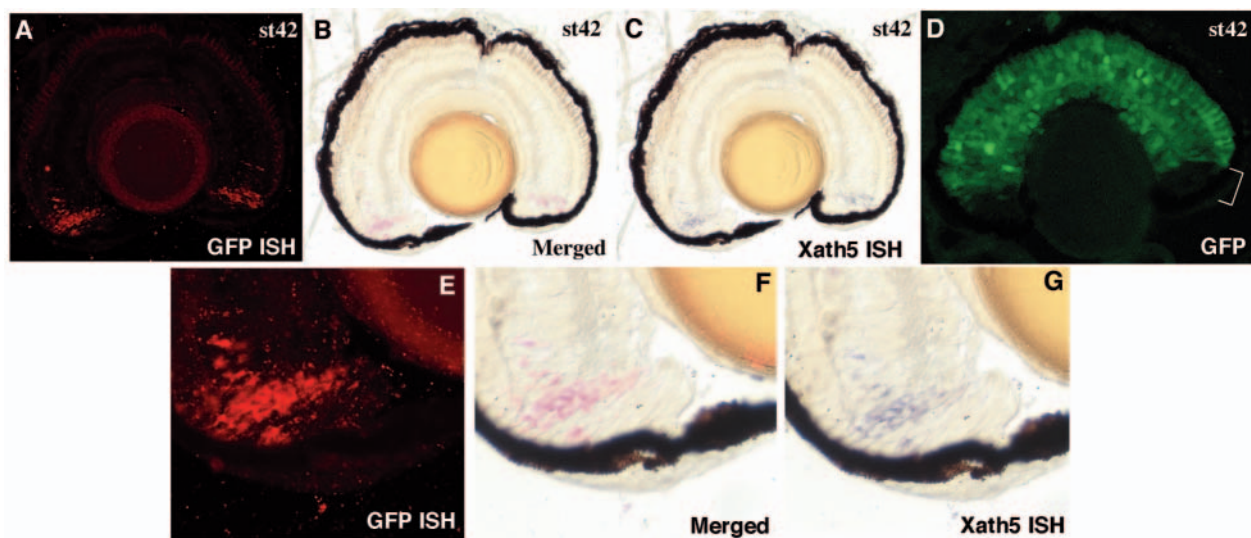 A
st42
GFP ISH
B
st42
Merged
C
st42
Xath5 ISH
D
st42
GFP
E
GFP ISH
F
Merged
G
Xath5 ISH